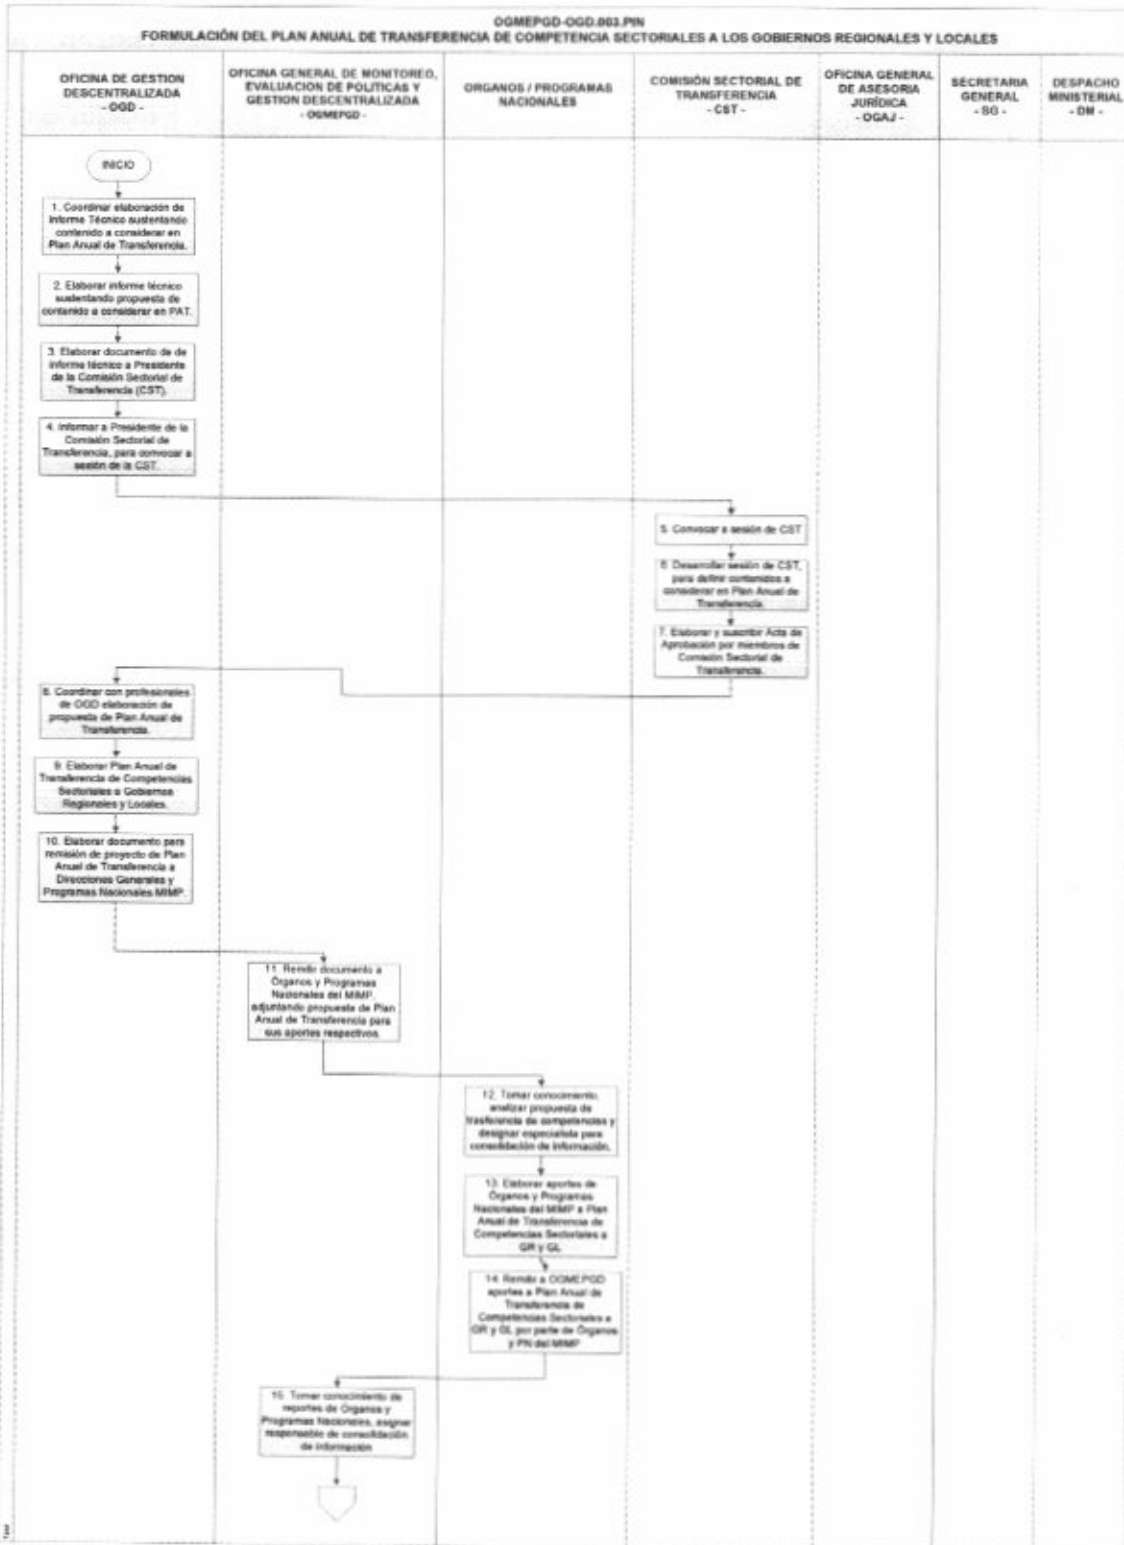 OGMEPGD-OGD.003.PIN
FORMULACIÓN DEL PLAN ANUAL DE TRANSFERENCIA DE COMPETENCIA SECTORIALES A LOS GOBIERNOS REGIONALES Y LOCALES
OFICINA DE GESTION
DESCENTRALIZADA
- OGD -
OFICINA GENERAL DE MONITOREO,
EVALUACIÓN DE POLITICAS Y
GESTION DESCENTRALIZADA
- OGMEPGD -
ORGANOS / PROGRAMAS
NACIONALES
COMISIÓN SECTORIAL DE
TRANSFERENCIA
- CST -
OFICINA GENERAL
DE ASESORIA
JURÍDICA
- OGAJ -
SECRETARIA
GENERAL
- SG -
DESPACHO
MINISTERIAL
- DM -
INICIO
1. Coordinar elaboración de
Informe Técnico sustentando
contenido a considerar en
Plan Anual de Transferencia.
2. Elaborar informe técnico
sustentando propuesta de
contenido a considerar en PAT.
3. Elaborar documento de de
informe técnico a Presidente
de la Comisión Sectorial de
Transferencia (CST).
4. Informar a Presidente de la
Comisión Sectorial de
Transferencia, para convocar a
sesión de la CST.
5. Convocar a sesión de CST
6. Desarrollar sesión de CST,
para definir contenidos a
considerar en Plan Anual de
Transferencia.
7. Elaborar y suscribir Acta de
Aprobación por miembros de
Comisión Sectorial de
Transferencia.
8. Coordinar con profesionales
de OGD elaboración de
propuesta de Plan Anual de
Transferencia.
9. Elaborar Plan Anual de
Transferencia de Competencias
Sectoriales a Gobiernos
Regionales y Locales.
10. Elaborar documento para
remisión de proyecto de Plan
Anual de Transferencia a
Direcciones Generales y
Programas Nacionales MIMP.
11. Remitir documento a
Órganos y Programas
Nacionales del MIMP,
adjuntando propuesta de Plan
Anual de Transferencia para
sus aportes respectivos
12. Tomar conocimiento,
analizar propuesta de
trasferencia de competencias y
designar especialista para
consolidación de información.
13. Elaborar aportes de
Órganos y Programas
Nacionales del MIMP a Plan
Anual de Transferencia de
Competencias Sectoriales a
GR y GL
14. Remitir a OGMEPGD
aportes a Plan Anual de
Transferencia de
Competencias Sectoriales a
GR y GL por parte de Órganos
y PN del MIMP
15. Tomar conocimiento de
reportes de Órganos y
Programas Nacionales, asignar
responsable de consolidación
de información